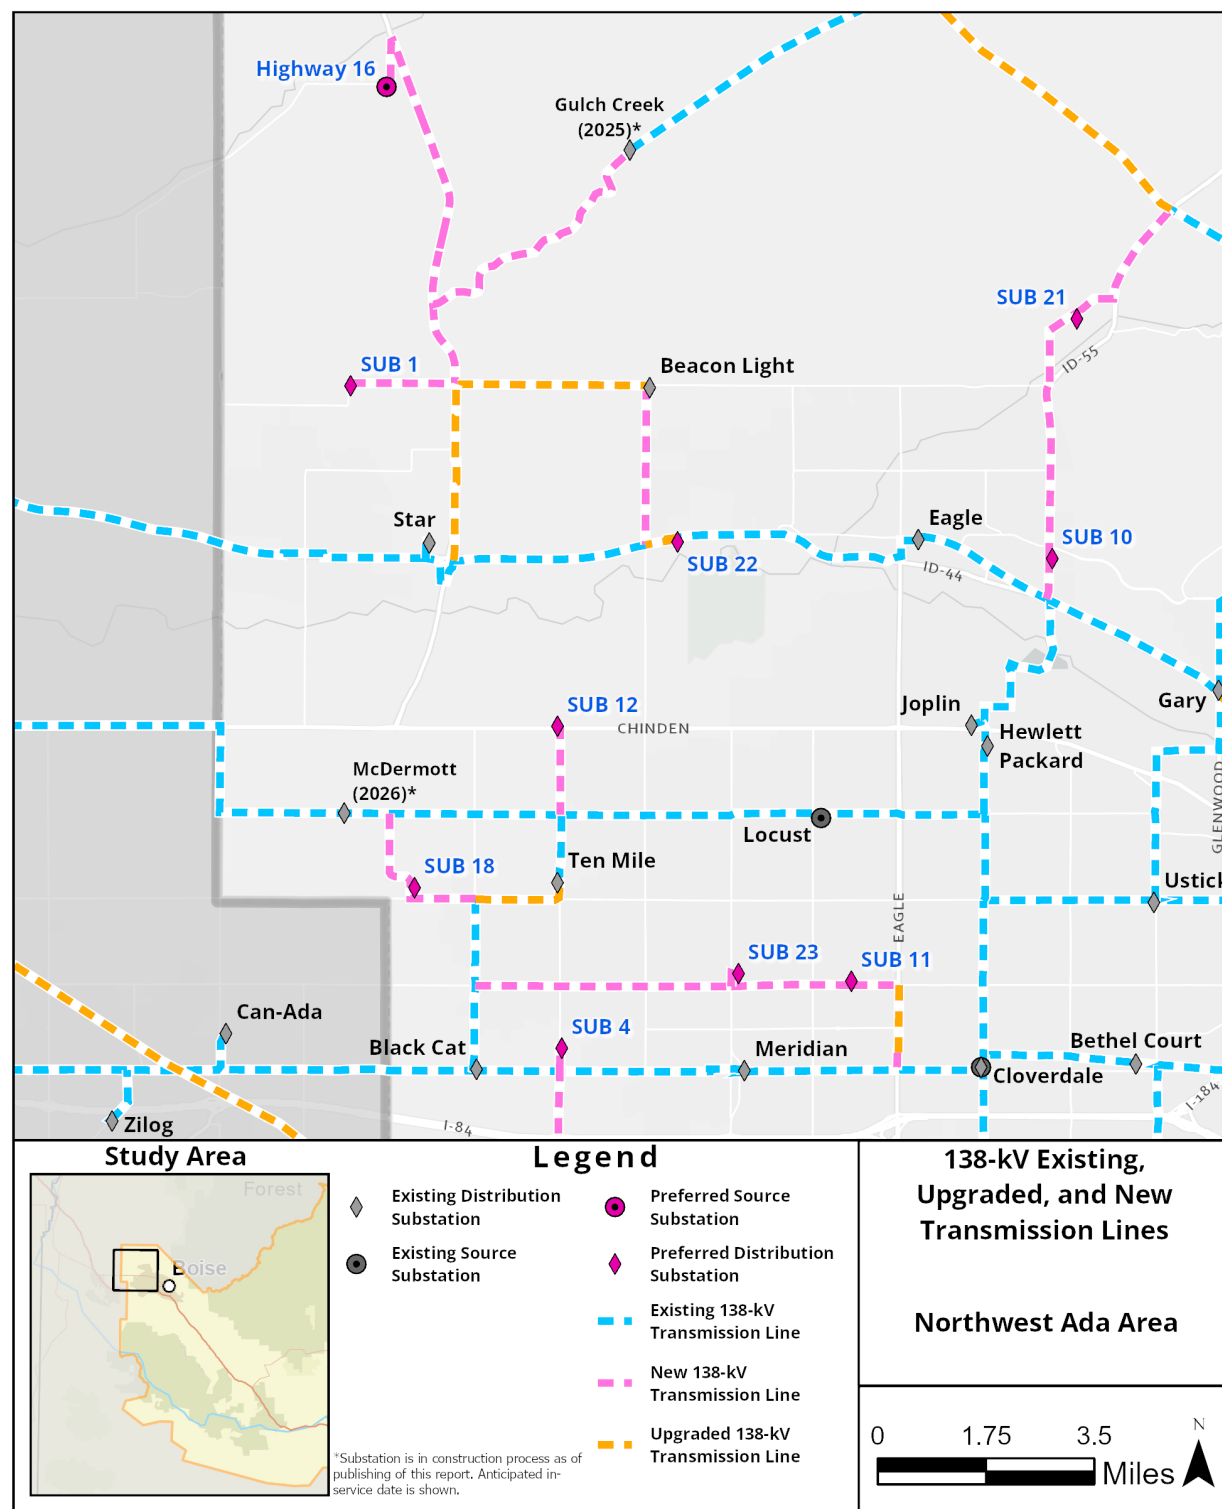 Highway 16
Gulch Creek
(2025)*
SUB 21
ID-55
SUB 1
Beacon Light
Star
Eagle
SUB 10
SUB 22
ID-44
SUB 12
CHINDEN
Joplin
Gary
Hewlett
Packard
McDermott
(2026)*
GLENWOOD
Locust
SUB 18
Ten Mile
Ustick
EAGLE
SUB 23
SUB 11
Can-Ada
SUB 4
Black Cat
Meridian
Bethel Court
Cloverdale
I-184
Zilog
I-84
Study Area
Forest
Boise
*Substation is in construction process as of
publishing of this report. Anticipated in-
service date is shown.
Legend
Existing Distribution
Substation
Existing Source
Substation
Preferred Source
Substation
Preferred Distribution
Substation
Existing 138-kV
Transmission Line
New 138-kV
Transmission Line
Upgraded 138-kV
Transmission Line
138-kV Existing,
Upgraded, and New
Transmission Lines
Northwest Ada Area
0 1.75 3.5
Miles
N